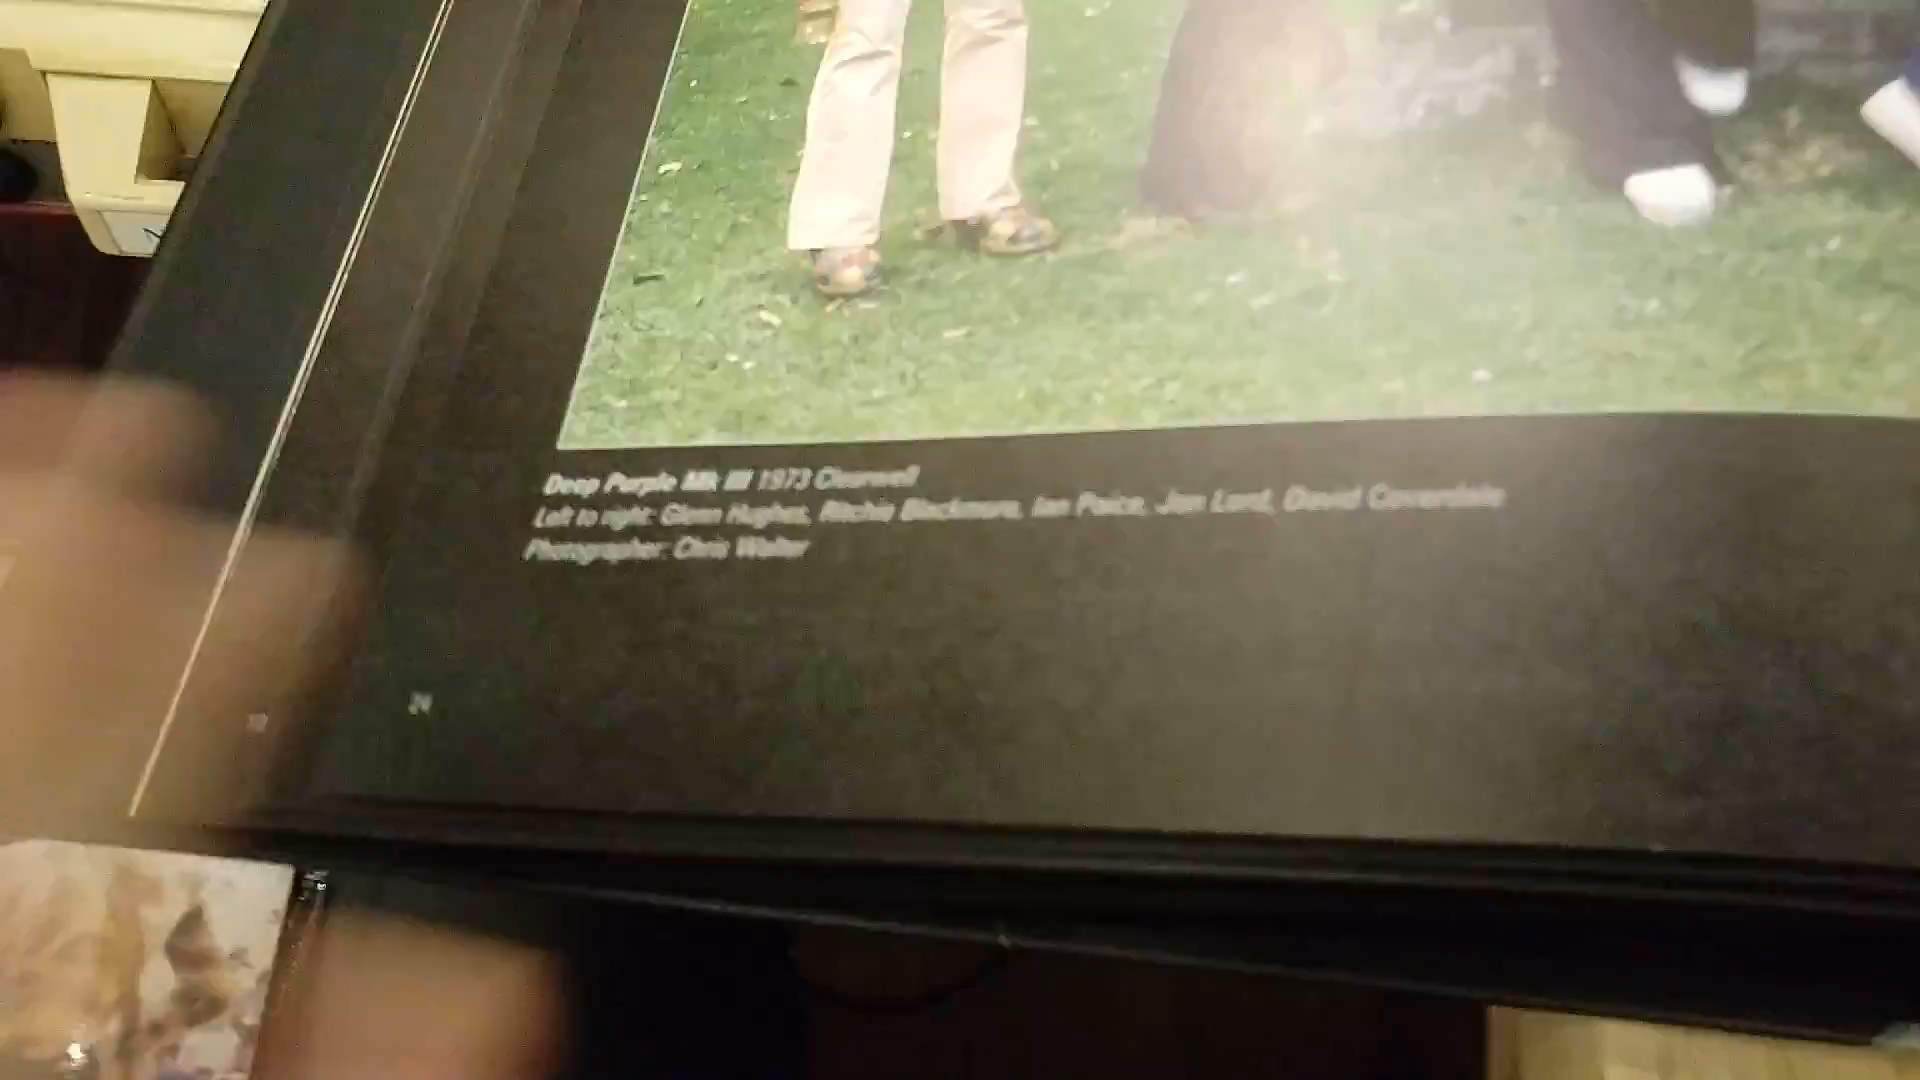 Deep Purple Mk III 1973 Clearwell
Left to right: Glenn Hughes, Ritchie Blackmore, Ian Paice, Jon Lord, David Coverdale
Photographer: Chris Walter
24